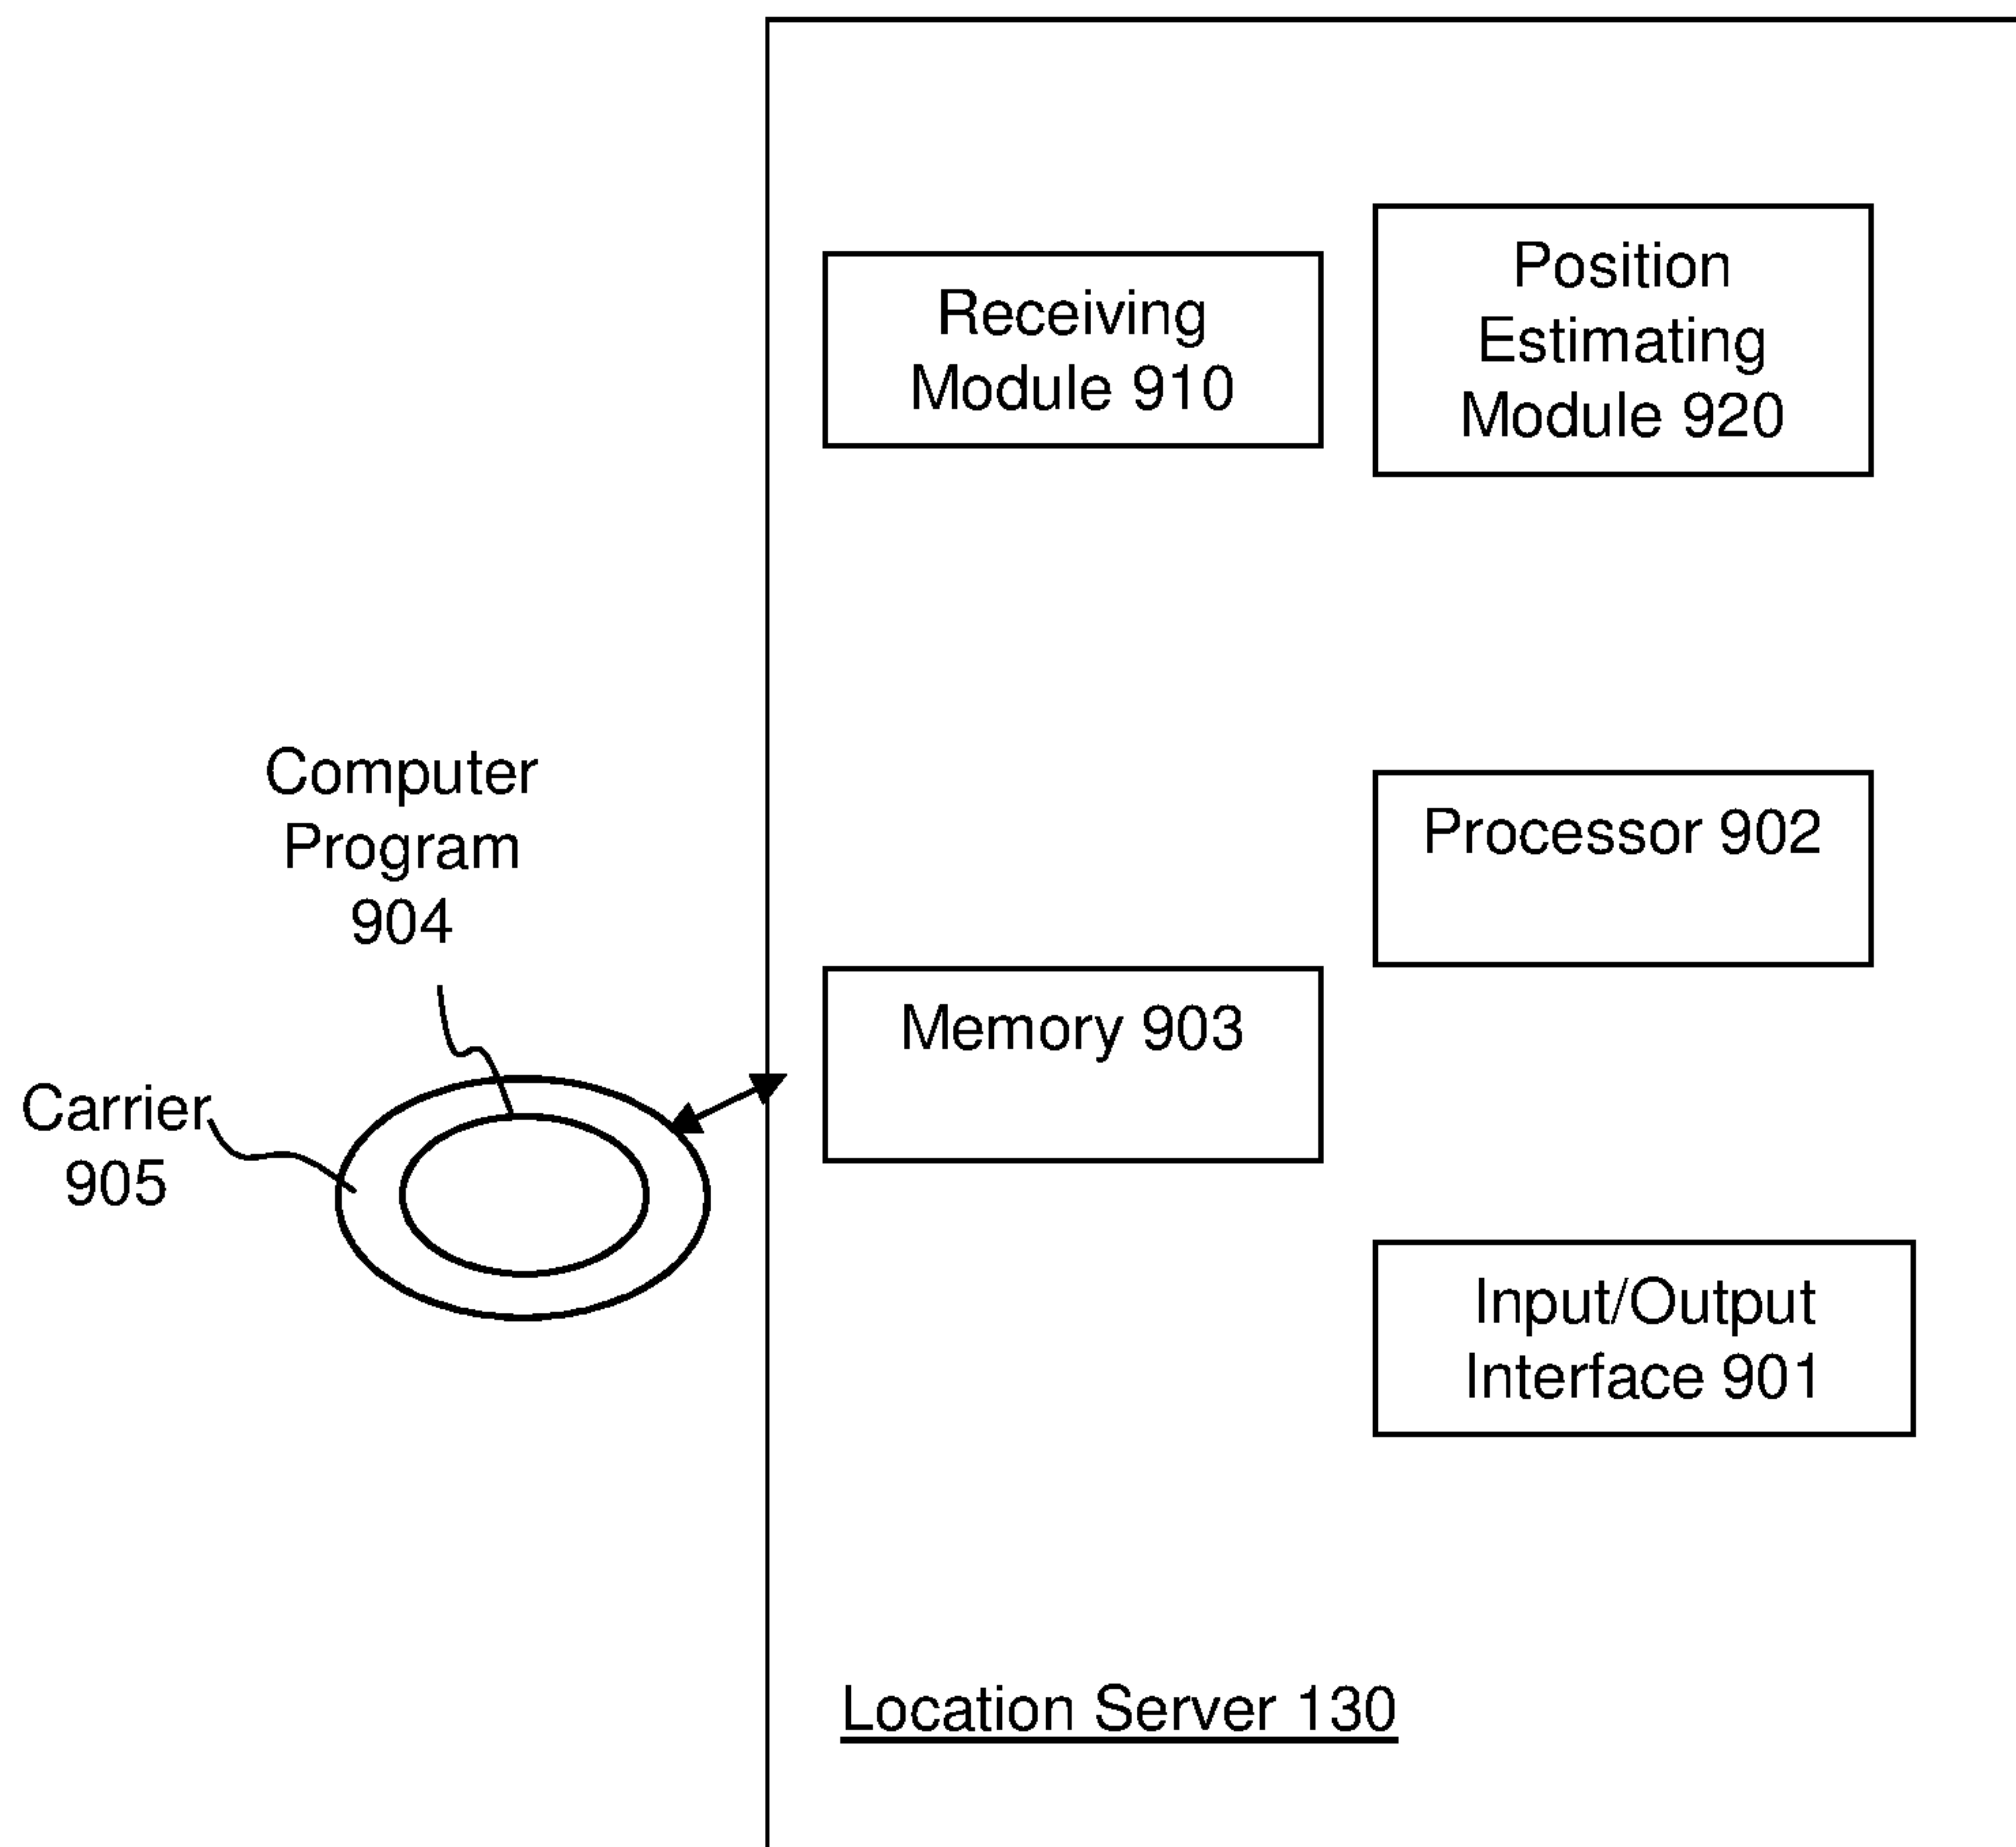 Receiving
Module 910
Position
Estimating
Module 920
Computer
Program
904
Processor 902
Memory 903
Carrier
905
Input/Output
Interface 901
Location Server 130